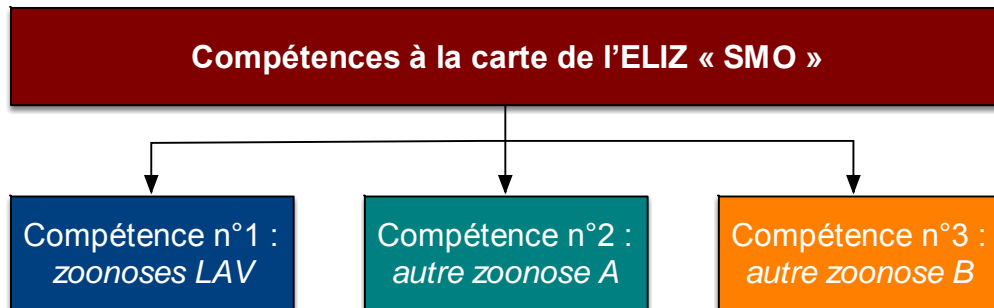 Compétences à la carte de l’ELIZ « SMO »
Compétence n°1 :
zoonoses LAV
Compétence n°2 :
autre zoonose A
Compétence n°3 :
autre zoonose B